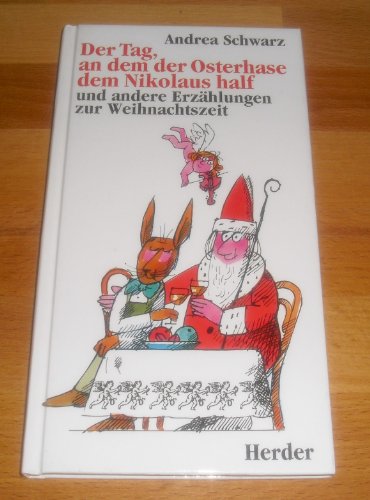 Andrea Schwarz
Der Tag,
an dem der Osterhase
dem Nikolaus half
und andere Erzählungen
zur Weihnachtszeit
Herder